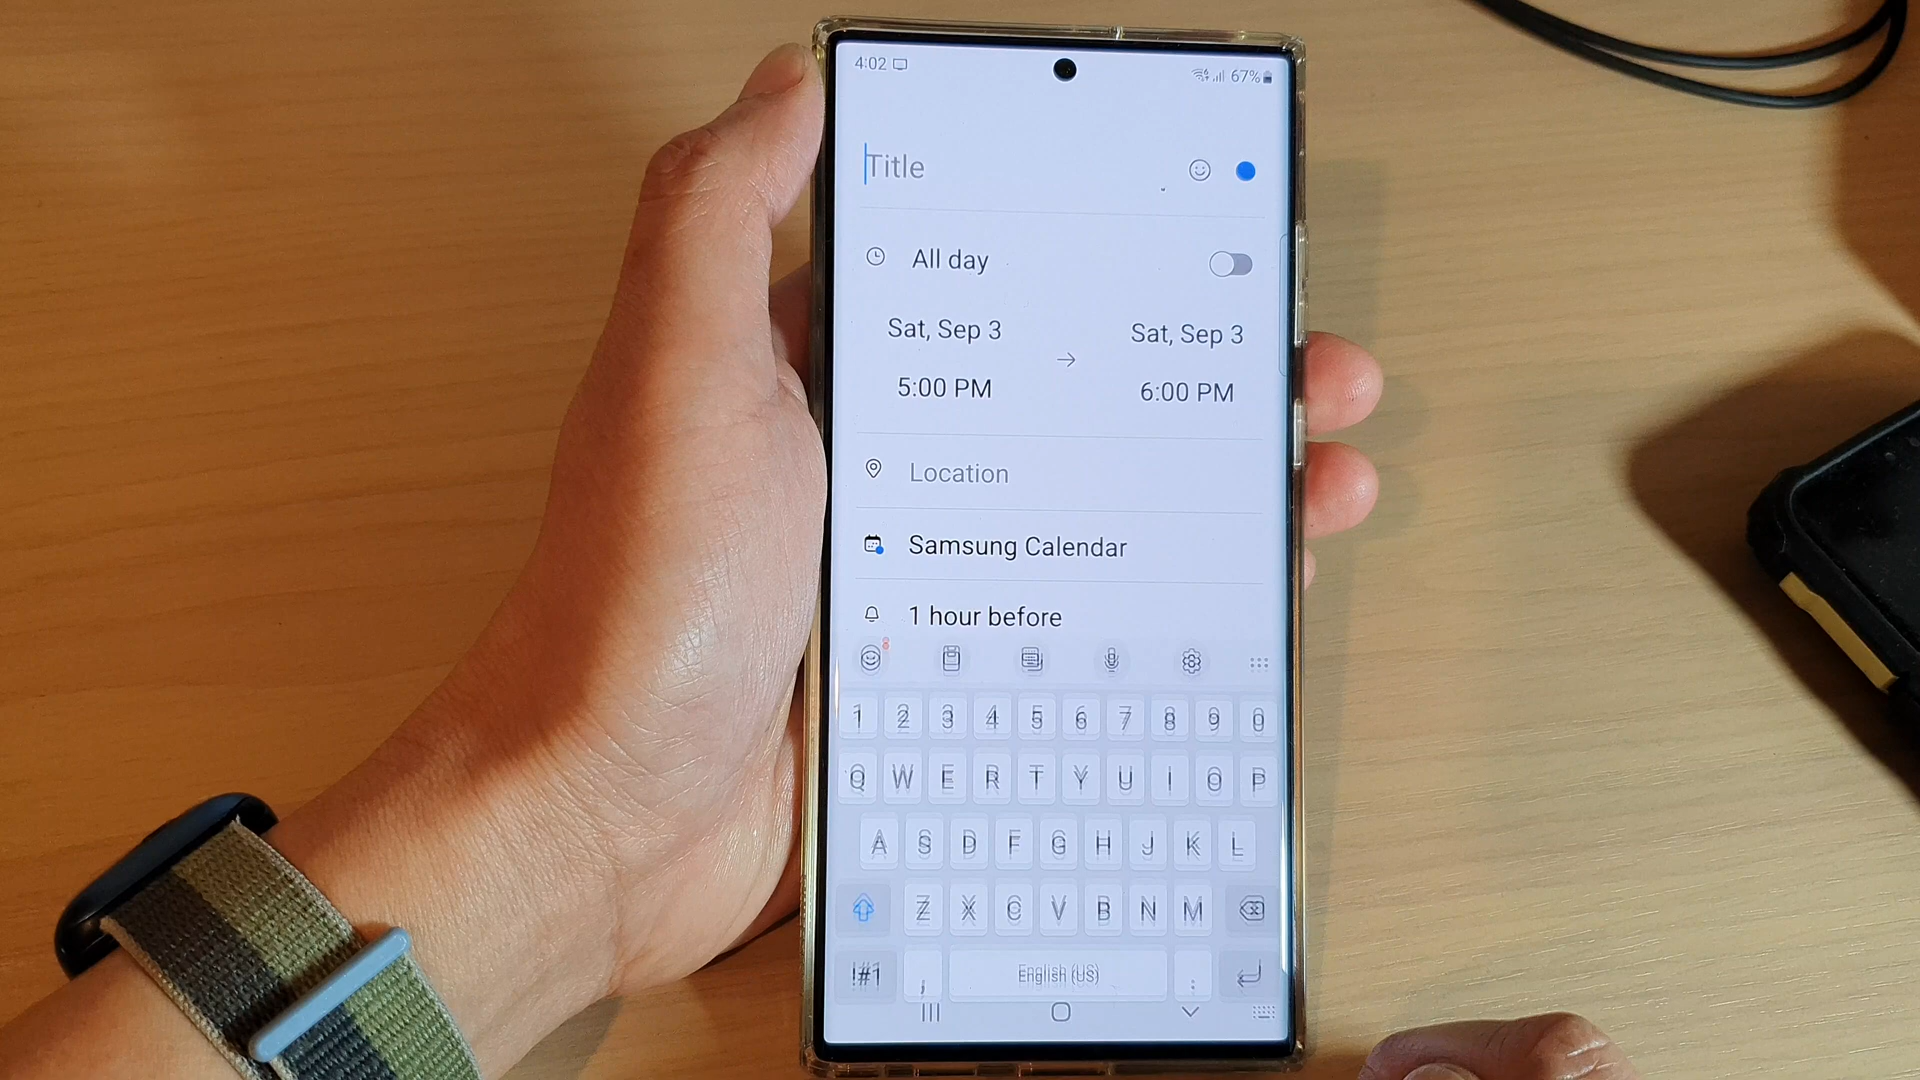 4:02 67%
Title
All day
Sat, Sep 3 → Sat, Sep 3
5:00 PM 6:00 PM
Location
Samsung Calendar
1 hour before
1 2 3 4 5 6 7 8 9 0
Q W E R T Y U I O P
A S D F G H J K L
Z X C V B N M
!#1 , English (US) .